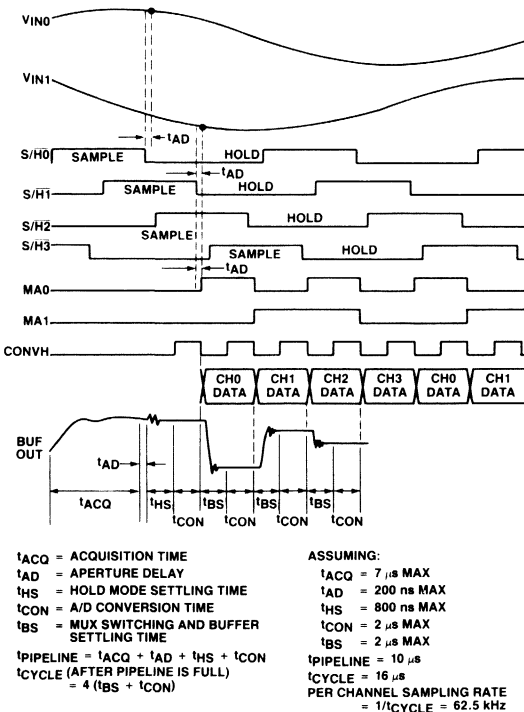 VIN0
VIN1
tAD
S/H0 SAMPLE HOLD
tAD
S/H1 SAMPLE HOLD
S/H2 HOLD
SAMPLE
S/H3 SAMPLE HOLD
tAD
MA0
MA1
CONVH
CH0 DATA CH1 DATA CH2 DATA CH3 DATA CH0 DATA CH1 DATA
BUF OUT
tAD
tACQ tHS tBS tCON tBS tCON tBS tCON
tCON
tACQ = ACQUISITION TIME
tAD = APERTURE DELAY
tHS = HOLD MODE SETTLING TIME
tCON = A/D CONVERSION TIME
tBS = MUX SWITCHING AND BUFFER
SETTLING TIME
tPIPELINE = tACQ + tAD + tHS + tCON
tCYCLE (AFTER PIPELINE IS FULL)
= 4 (tBS + tCON)
ASSUMING:
tACQ = 7 μs MAX
tAD = 200 ns MAX
tHS = 800 ns MAX
tCON = 2 μs MAX
tBS = 2 μs MAX
tPIPELINE = 10 μs
tCYCLE = 16 μs
PER CHANNEL SAMPLING RATE
= 1/tCYCLE = 62.5 kHz